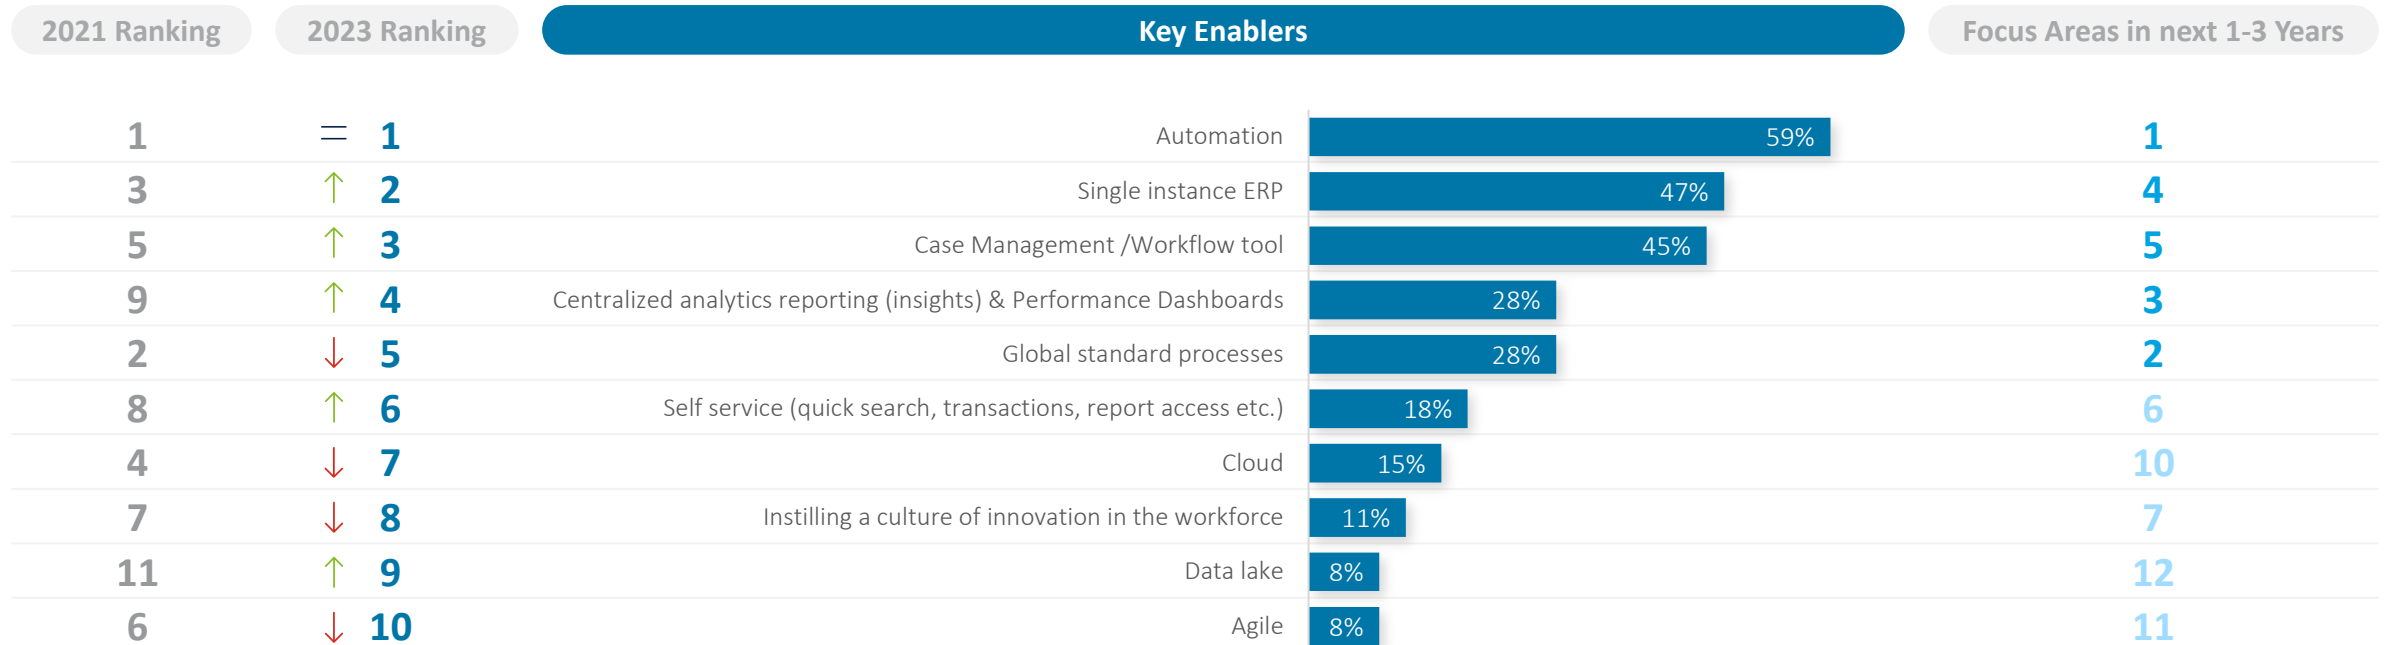 2021 Ranking 2023 Ranking Key Enablers Focus Areas in next 1-3 Years
1 = 1 Automation 59% 1
3 ↑ 2 Single instance ERP 47% 4
5 ↑ 3 Case Management /Workflow tool 45% 5
9 ↑ 4 Centralized analytics reporting (insights) & Performance Dashboards 28% 3
2 ↓ 5 Global standard processes 28% 2
8 ↑ 6 Self service (quick search, transactions, report access etc.) 18% 6
4 ↓ 7 Cloud 15% 10
7 ↓ 8 Instilling a culture of innovation in the workforce 11% 7
11 ↑ 9 Data lake 8% 12
6 ↓ 10 Agile 8% 11